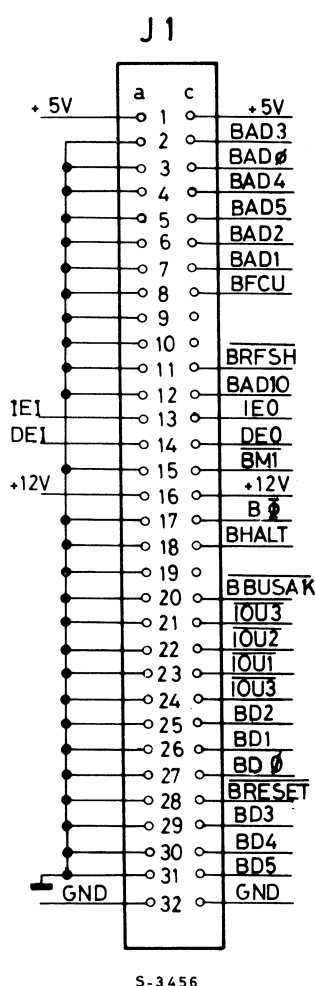 J1
a c
+ 5V 1 +5V
2 BAD3
3 BADØ
4 BAD4
5 BAD5
6 BAD2
7 BAD1
8 BFCU
9
10
11 BRFSH
12 BAD10
IEI 13 IEO
DEI 14 DEO
15 BM1
+12V 16 +12V
17 BΦ
18 BHALT
19
20 BBUSAK
21 IOU3
22 IOU2
23 IOU1
24 IOU3
25 BD2
26 BD1
27 BDØ
28 BRESET
29 BD3
30 BD4
31 BD5
GND 32 GND
S-3456